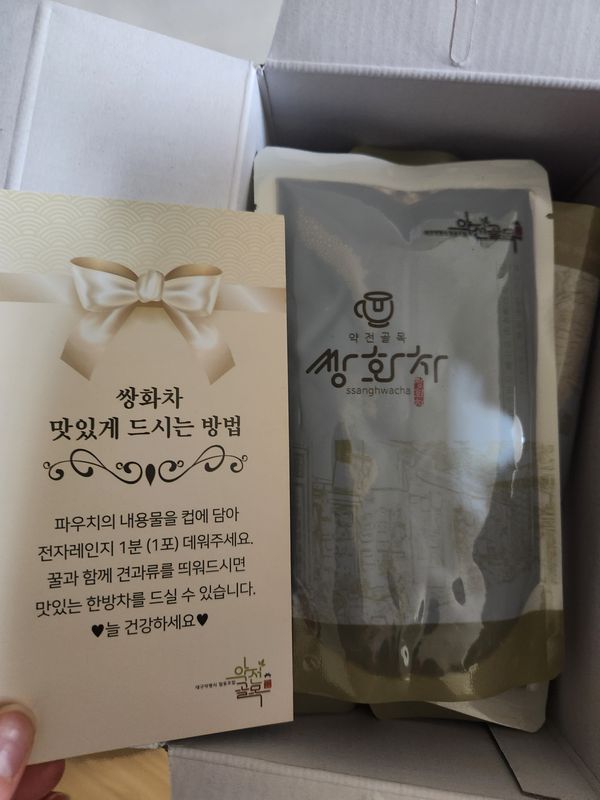 쌍화차
맛있게 드시는 방법
파우치의 내용물을 컵에 담아
전자레인지 1분 (1포) 데워주세요.
꿀과 함께 견과류를 띄워드시면
맛있는 한방차를 드실 수 있습니다.
♥늘 건강하세요♥
약전
골목
약전골목
약전골목
쌍화차
ssanghwacha